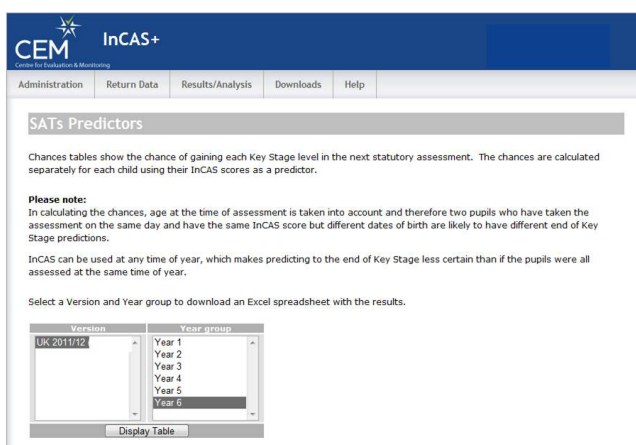 CEM
InCAS+
Centre for Evaluation & Monitoring
Administration Return Data Results/Analysis Downloads Help
SATs Predictors
Chances tables show the chance of gaining each Key Stage level in the next statutory assessment. The chances are calculated
separately for each child using their InCAS scores as a predictor.
Please note:
In calculating the chances, age at the time of assessment is taken into account and therefore two pupils who have taken the
assessment on the same day and have the same InCAS score but different dates of birth are likely to have different end of Key
Stage predictions.
InCAS can be used at any time of year, which makes predicting to the end of Key Stage less certain than if the pupils were all
assessed at the same time of year.
Select a Version and Year group to download an Excel spreadsheet with the results.
Version Year group
UK 2011/12 Year 1
Year 2
Year 3
Year 4
Year 5
Year 6
Display Table